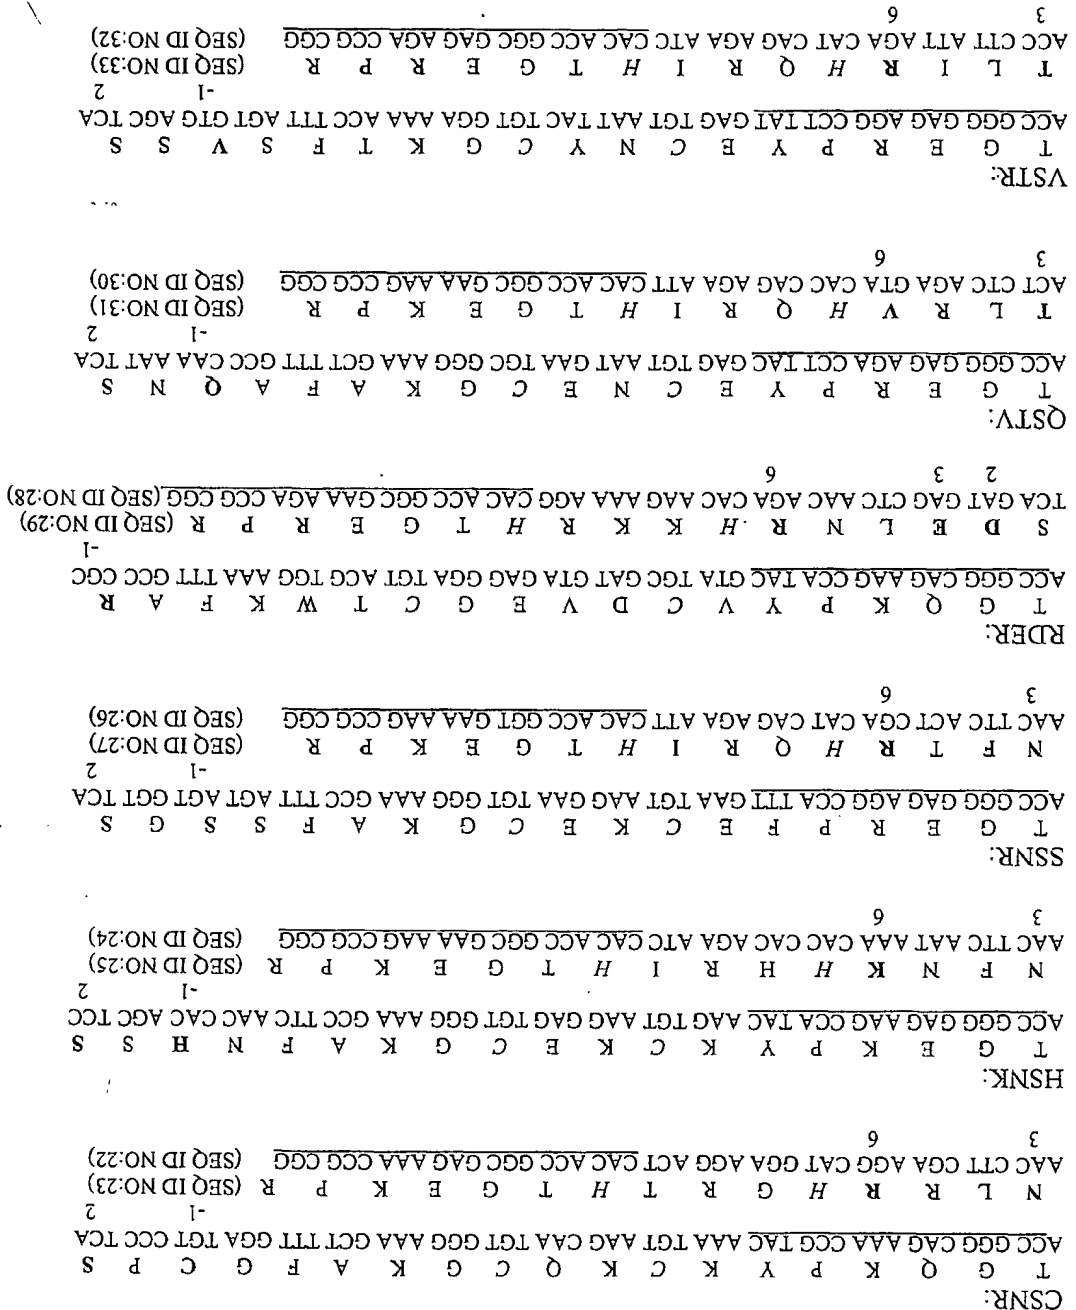 CSNR:
T G Q K P Y K C K Q C G K A F G C P S
ACC GGG CAG AAA CCG TAC AAA TGT AAG CAA TGT GGG AAA GCT TTT GGA TGT CCC TCA
-1 2
N L R R H G R T H T G E K P R (SEQ ID NO:23)
AAC CTT CGA AGG CAT GGA AGG ACT CAC ACC GGC GAG AAA CCG CGG (SEQ ID NO:22)
3 6
HSNK:
T G E K P Y K C K E C G K A F N H S S
ACC GGG GAG AAG CCA TAC AAG TGT AAG GAG TGT GGG AAA GCC TTC AAC CAC AGC TCC
-1 2
N F N K H H R I H T G E K P R (SEQ ID NO:25)
AAC TTC AAT AAA CAC CAC AGA ATC CAC ACC GGC GAA AAG CCG CGG (SEQ ID NO:24)
3 6
SSNR:
T G E R P F E C K E C G K A F S S G S
ACC GGG GAG AGG CCA TTT GAA TGT AAG GAA TGT GGG AAA GCC TTT AGT AGT GGT TCA
-1 2
N F T R H Q R I H T G E K P R (SEQ ID NO:27)
AAC TTC ACT CGA CAT CAG AGA ATT CAC ACC GGT GAA AAG CCG CGG (SEQ ID NO:26)
3 6
RDER:
T G Q K P Y V C D V E G C T W K F A R
ACC GGG CAG AAG CCA TAC GTA TGC GAT GTA GAG GGA TGT ACG TGG AAA TTT GCC CGC
-1
S D E L N R H K K R H T G E R P R (SEQ ID NO:29)
TCA GAT GAG CTC AAC AGA CAC AAG AAA AGG CAC ACC GGC GAA AGA CCG CGG (SEQ ID NO:28)
2 3 6
QSTV:
T G E R P Y E C N E C G K A F A Q N S
ACC GGG GAG AGA CCT TAC GAG TGT AAT GAA TGC GGG AAA GCT TTT GCC CAA AAT TCA
-1 2
T L R V H Q R I H T G E K P R (SEQ ID NO:31)
ACT CTC AGA GTA CAC CAG AGA ATT CAC ACC GGC GAA AAG CCG CGG (SEQ ID NO:30)
3 6
VSTR:
T G E R P Y E C N Y C G K T F S V S S
ACC GGG GAG AGG CCT TAT GAG TGT AAT TAC TGT GGA AAA ACC TTT AGT GTG AGC TCA
-1 2
T L I R H Q R I H T G E R P R (SEQ ID NO:33)
ACC CTT ATT AGA CAT CAG AGA ATC CAC ACC GGC GAG AGA CCG CGG (SEQ ID NO:32)
3 6